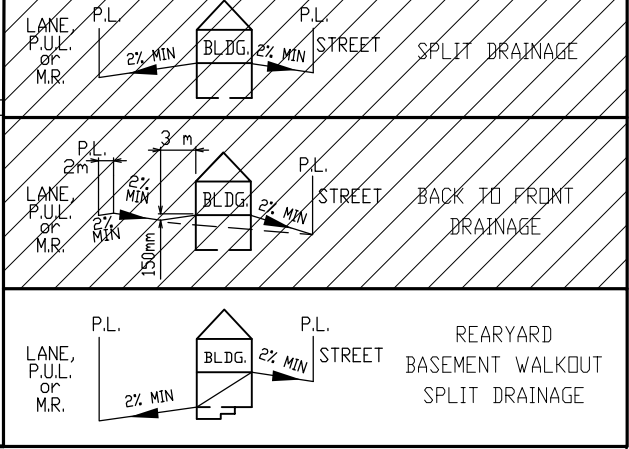 P.L.
P.L.
LANE,
P.U.L.
or
M.R.
2% MIN
BLDG.
2% MIN
STREET
SPLIT DRAINAGE
3 m
P.L.
2m
P.L.
2%
MIN
LANE,
P.U.L.
or
M.R.
2%
MIN
BLDG.
2% MIN
STREET
150mm
BACK TO FRONT
DRAINAGE
P.L.
P.L.
LANE,
P.U.L.
or
M.R.
2% MIN
BLDG.
2% MIN
STREET
REARYARD
BASEMENT WALKOUT
SPLIT DRAINAGE